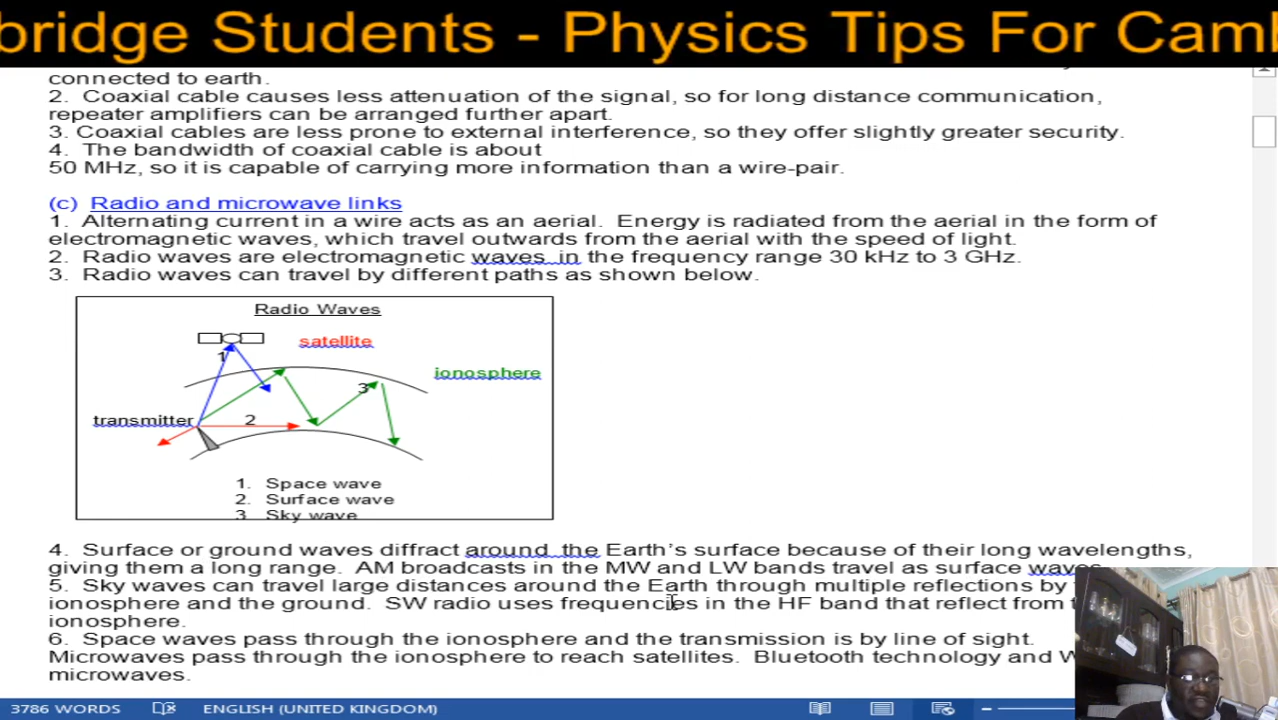 bridge Students - Physics Tips For Caml
connected to earth.
2. Coaxial cable causes less attenuation of the signal, so for long distance communication,
repeater amplifiers can be arranged further apart.
3. Coaxial cables are less prone to external interference, so they offer slightly greater security.
4. The bandwidth of coaxial cable is about
50 MHz, so it is capable of carrying more information than a wire-pair.
(c) Radio and microwave links
1. Alternating current in a wire acts as an aerial. Energy is radiated from the aerial in the form of
electromagnetic waves, which travel outwards from the aerial with the speed of light.
2. Radio waves are electromagnetic waves in the frequency range 30 kHz to 3 GHz.
3. Radio waves can travel by different paths as shown below.
Radio Waves
satellite
1
ionosphere
3
transmitter
2
1. Space wave
2. Surface wave
3 Sky wave
4. Surface or ground waves diffract around the Earth's surface because of their long wavelengths,
giving them a long range. AM broadcasts in the MW and LW bands travel as surface waves
5. Sky waves can travel large distances around the Earth through multiple reflections by
ionosphere and the ground. SW radio uses frequencies in the HF band that reflect from
ionosphere.
6. Space waves pass through the ionosphere and the transmission is by line of sight.
Microwaves pass through the ionosphere to reach satellites. Bluetooth technology and
microwaves.
3786 WORDS ENGLISH (UNITED KINGDOM)